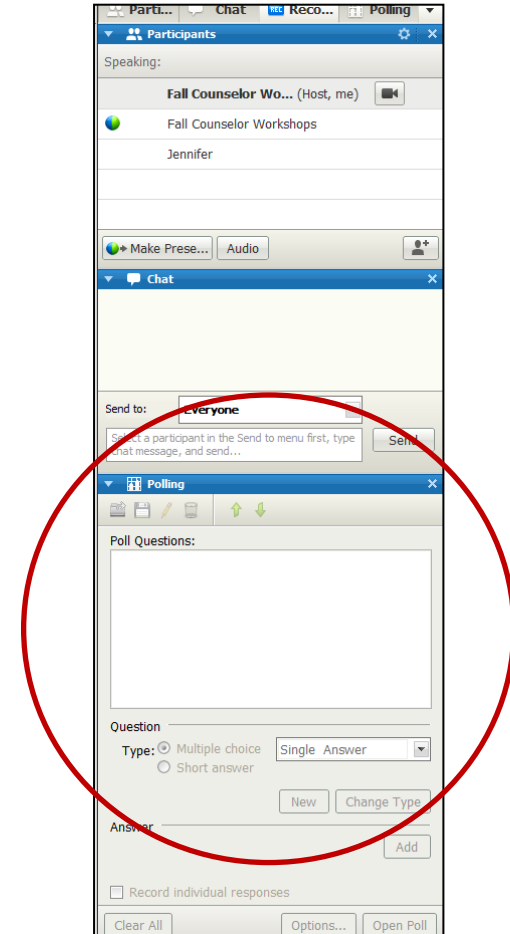 Parti... Chat REC Reco... Polling
Participants
Speaking:
Fall Counselor Wo... (Host, me)
Fall Counselor Workshops
Jennifer
Make Prese... Audio
Chat
Send to: Everyone
Select a participant in the Send to menu first, type
chat message, and send... Send
Polling
Poll Questions:
Question
Type: Multiple choice Single Answer
Short answer
New Change Type
Answer
Add
Record individual responses
Clear All Options... Open Poll